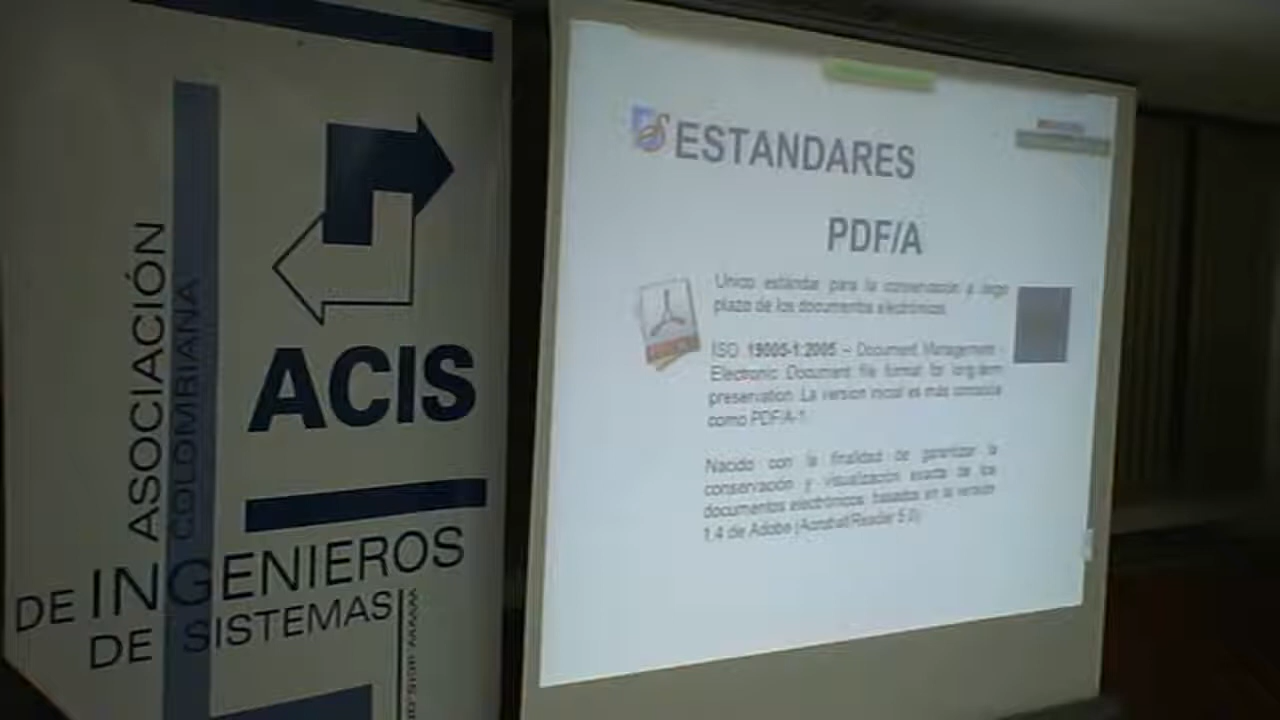 ASOCIACIÓN
COLOMBIANA
ACIS
DE INGENIEROS
DE SISTEMAS
ESTANDARES
PDF/A
Unico estándar para la conservación a largo
plazo de los documentos electrónicos.
ISO 19005-1:2005 – Document Management -
Electronic Document file format for long-term
preservation. La version inicial es más conocida
como PDF/A-1.
Nacido con la finalidad de garantizar la
conservación y visualización exacta de los
documentos electrónicos, basados en la versión
1.4 de Adobe (Acrobat Reader 5.0)